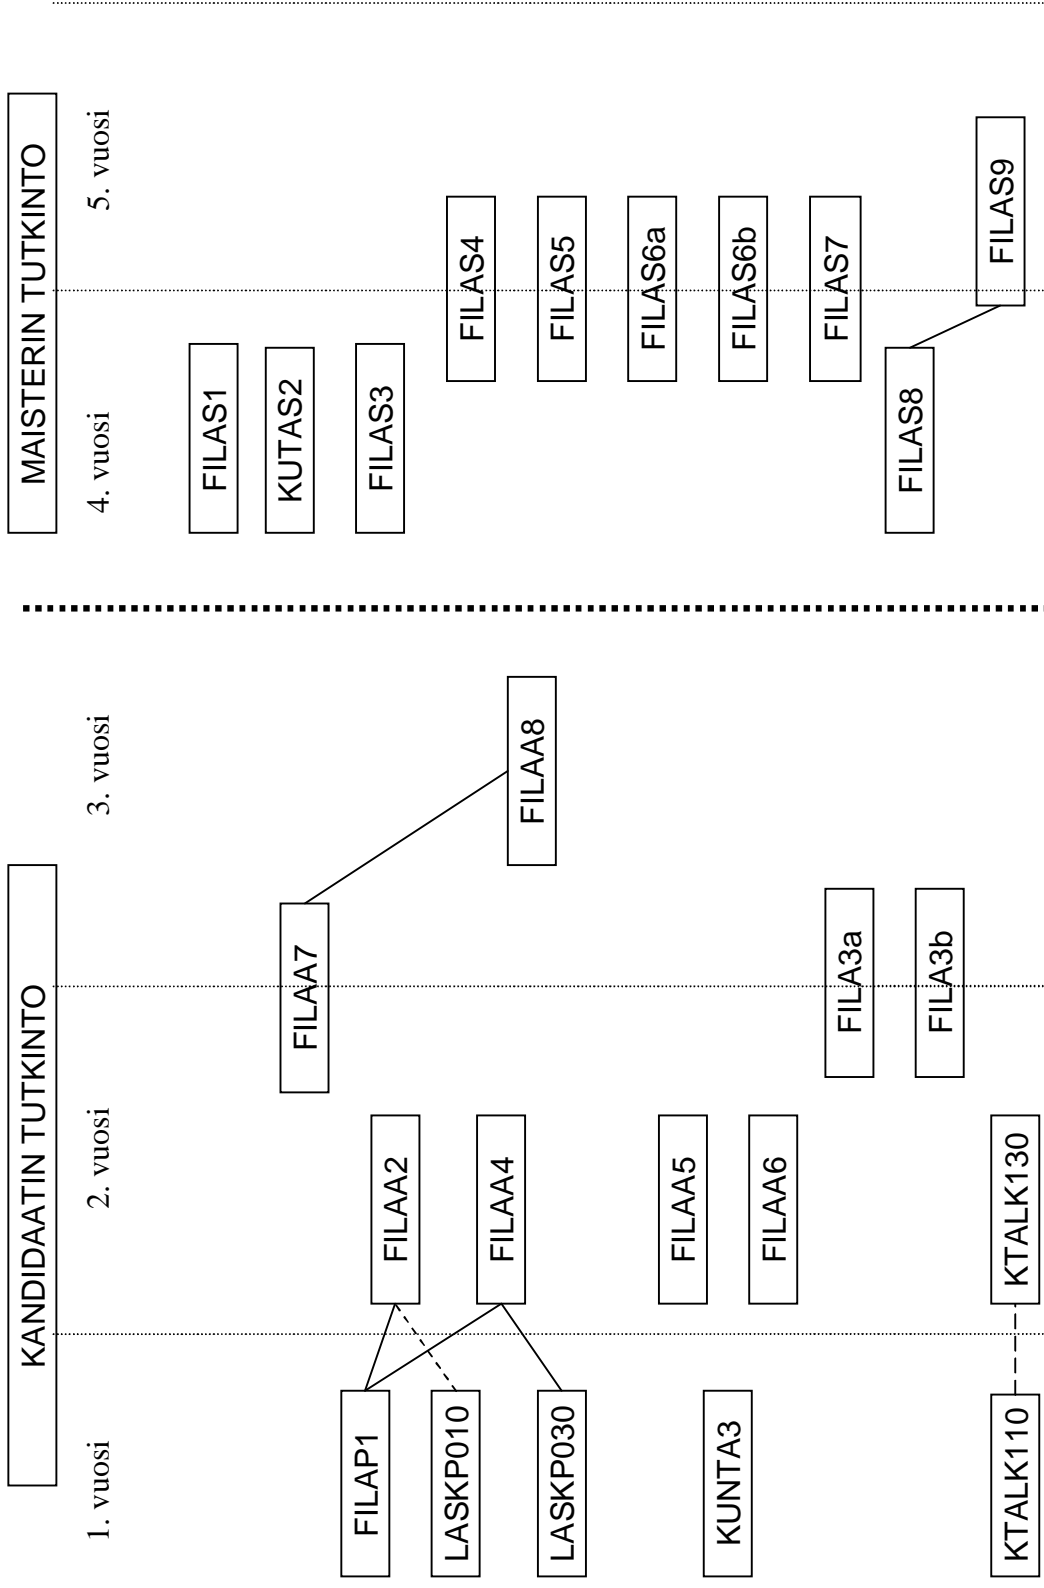 KANDIDAATIN TUTKINTO
MAISTERIN TUTKINTO
1. vuosi
2. vuosi
3. vuosi
4. vuosi
5. vuosi
FILAS1
KUTAS2
FILAA7
FILAP1
FILAA2
FILAS3
LASKP010
FILAA4
FILAS4
LASKP030
FILAA8
FILAS5
FILAS6a
KUNTA3
FILAA5
FILAS6b
FILAA6
FILAS7
FILA3a
FILAS8
FILA3b
KTALK110
KTALK130
FILAS9